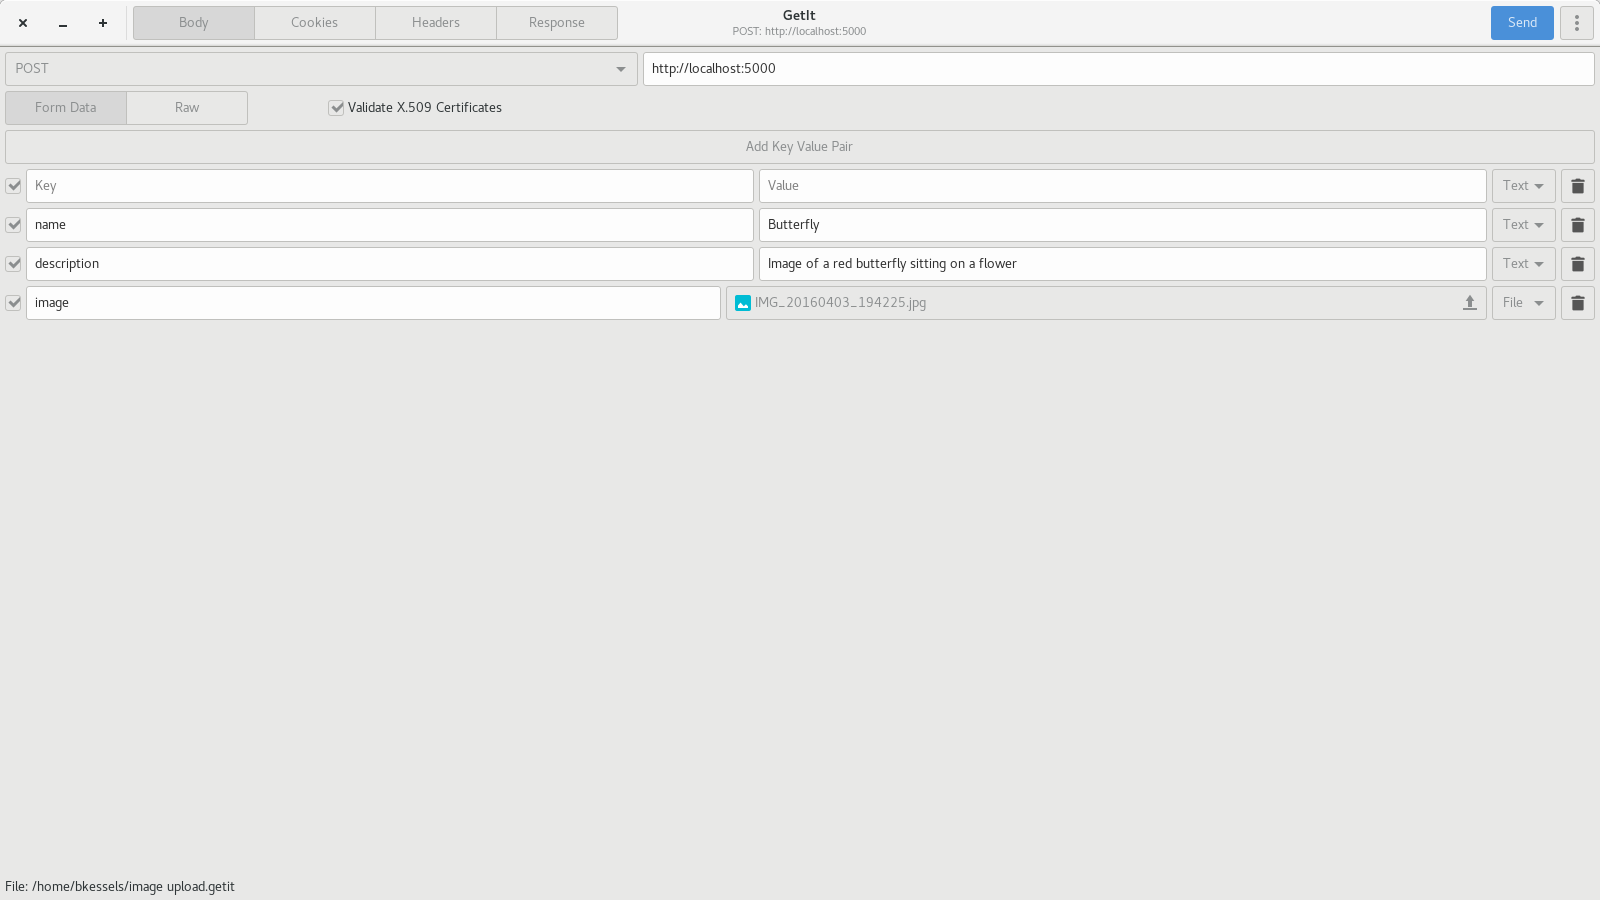 Body Cookies Headers Response GetIt Send
POST: http://localhost:5000
POST http://localhost:5000
Form Data Raw Validate X.509 Certificates
Add Key Value Pair
Key Value Text
name Butterfly Text
description Image of a red butterfly sitting on a flower Text
image IMG_20160403_194225.jpg File
File: /home/bkessels/image upload.getit